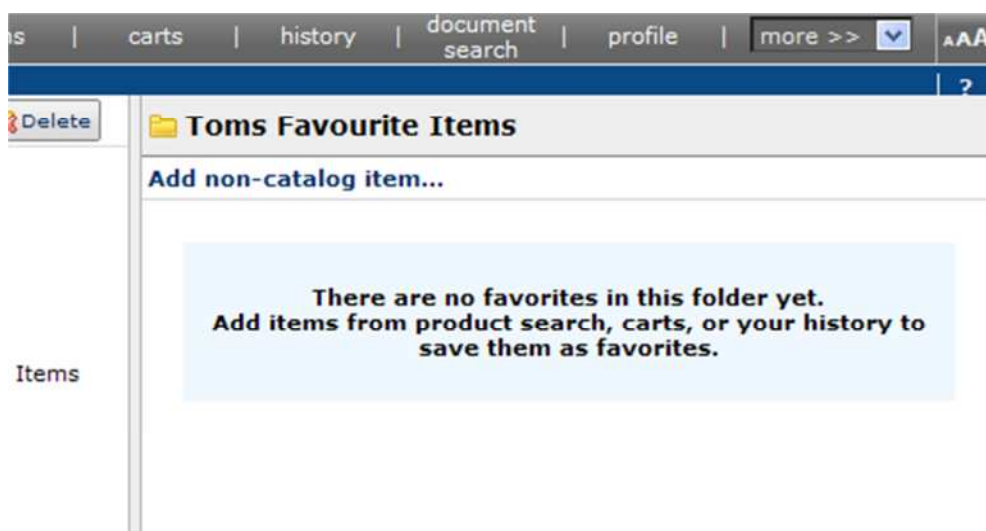 carts | history | document search | profile | more >> AAA
?
Delete
Toms Favourite Items
Add non-catalog item...
There are no favorites in this folder yet.
Add items from product search, carts, or your history to
save them as favorites.
Items